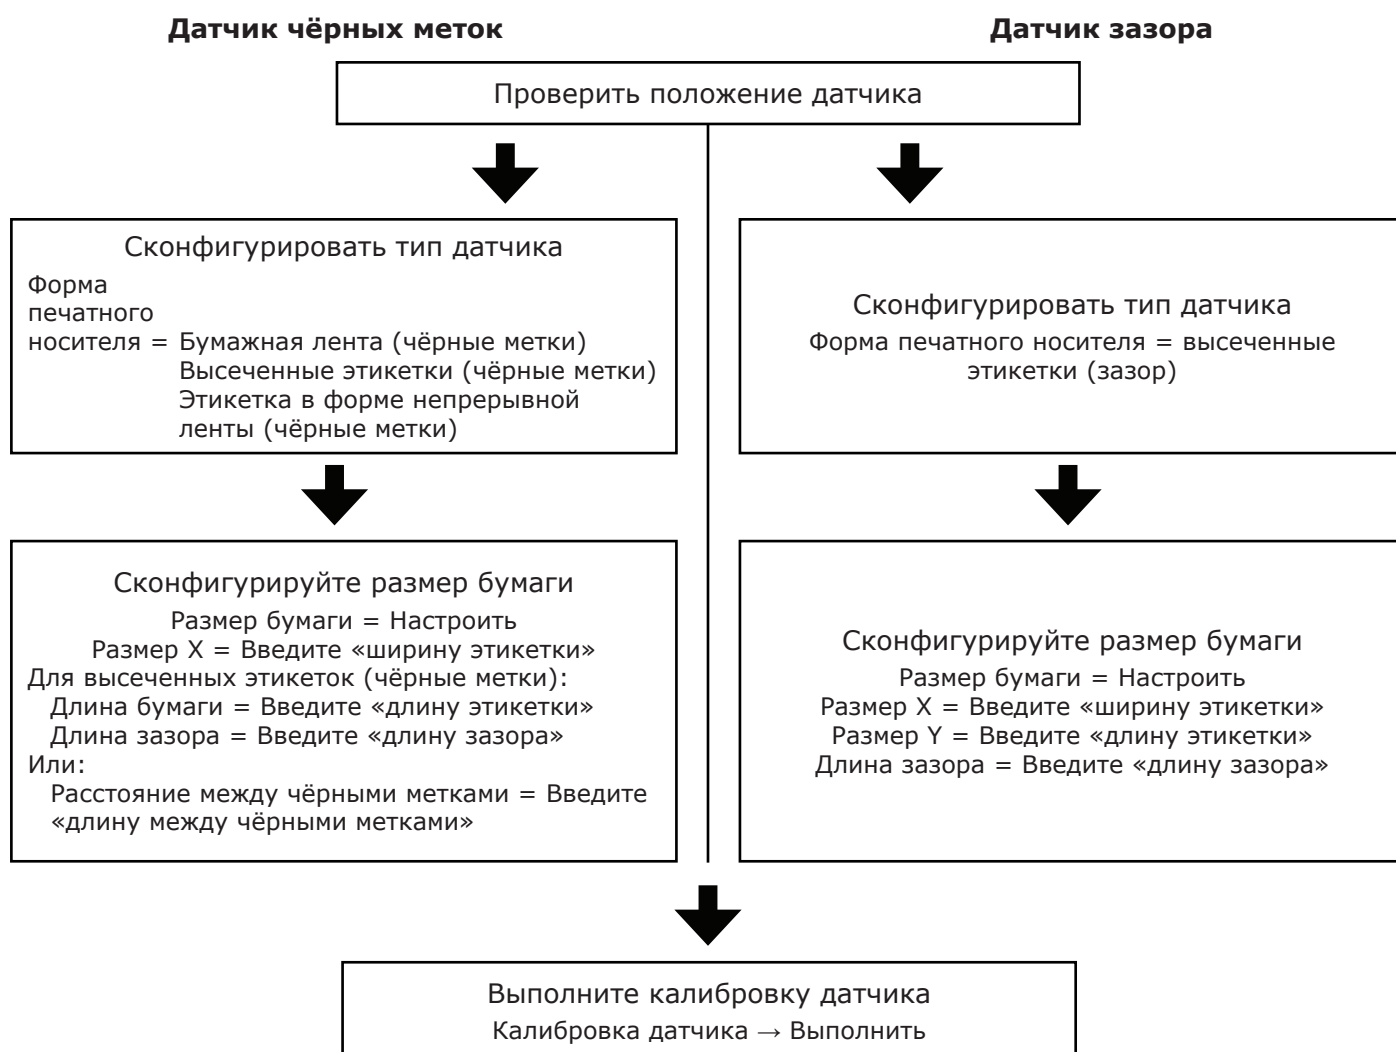 Датчик чёрных меток
Датчик зазора
Проверить положение датчика
Сконфигурировать тип датчика
Форма
печатного
носителя = Бумажная лента (чёрные метки)
Высеченные этикетки (чёрные метки)
Этикетка в форме непрерывной
ленты (чёрные метки)
Сконфигурировать тип датчика
Форма печатного носителя = высеченные
этикетки (зазор)
Сконфигурируйте размер бумаги
Размер бумаги = Настроить
Размер X = Введите «ширину этикетки»
Для высеченных этикеток (чёрные метки):
Длина бумаги = Введите «длину этикетки»
Длина зазора = Введите «длину зазора»
Или:
Расстояние между чёрными метками = Введите
«длину между чёрными метками»
Сконфигурируйте размер бумаги
Размер бумаги = Настроить
Размер X = Введите «ширину этикетки»
Размер Y = Введите «длину этикетки»
Длина зазора = Введите «длину зазора»
Выполните калибровку датчика
Калибровка датчика → Выполнить